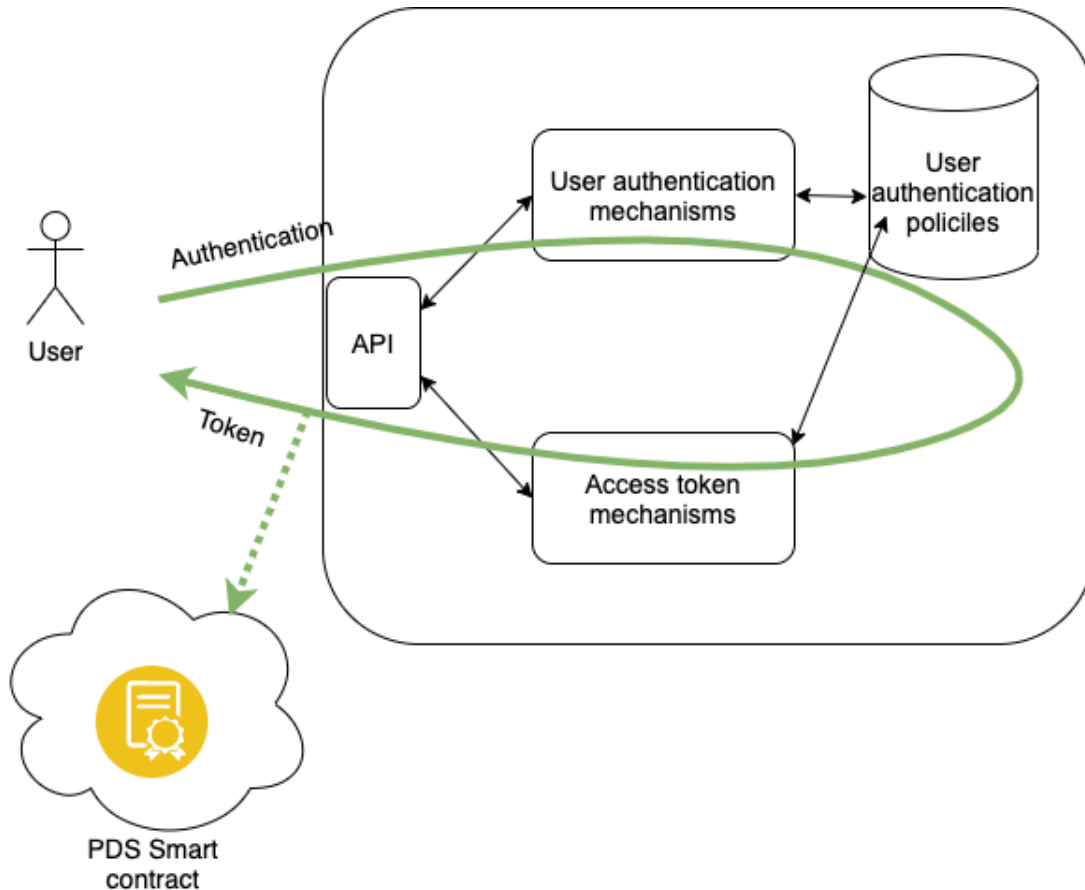 User
authentication
policiles
User authentication
mechanisms
Authentication
API
User
Token
Access token
mechanisms
PDS Smart
contract